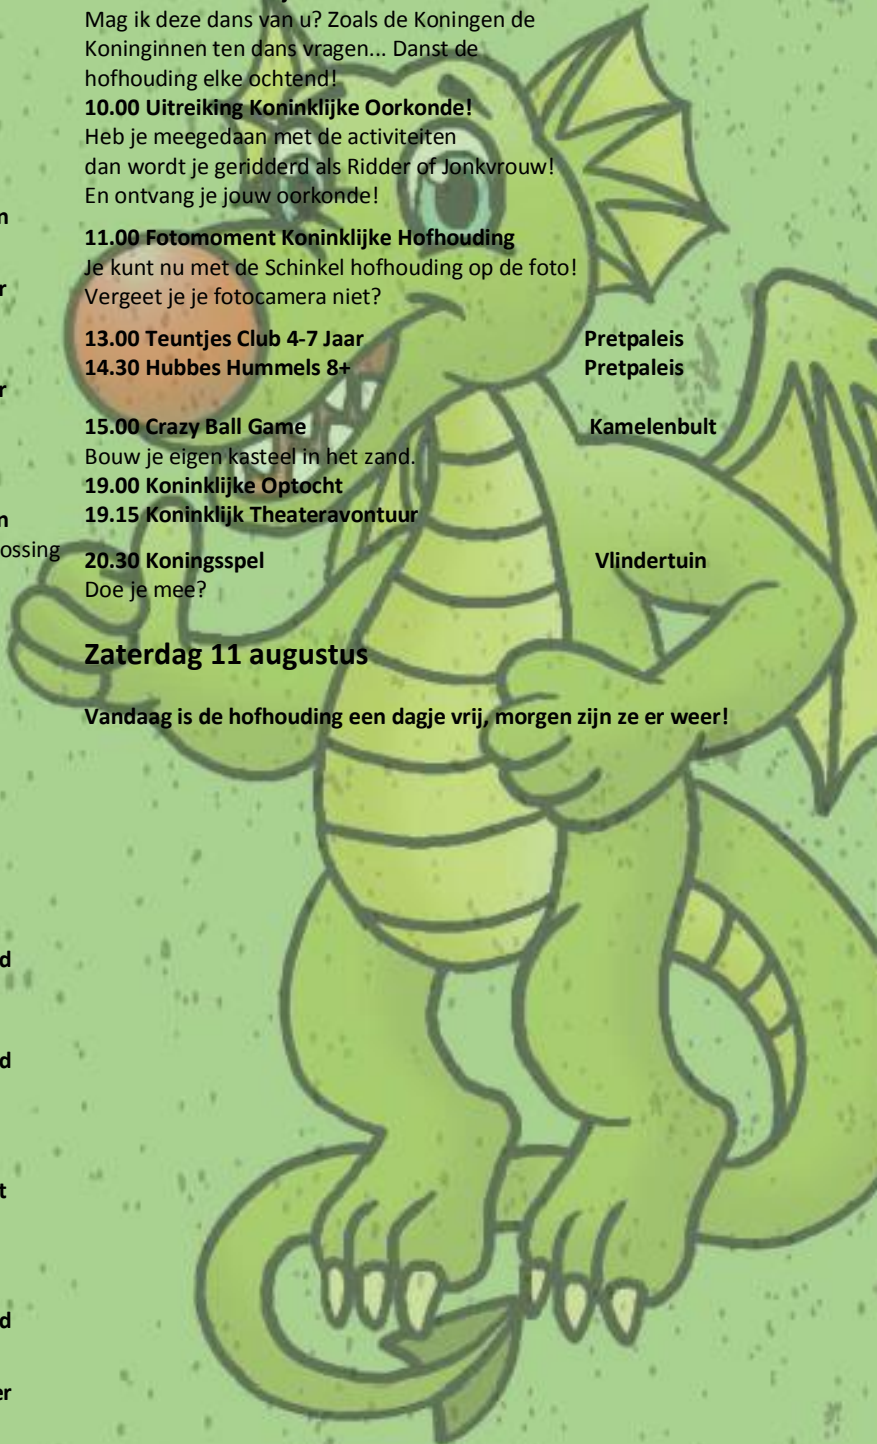 Mag ik deze dans van u? Zoals de Koningen de
Koninginnen ten dans vragen... Danst de
hofhouding elke ochtend!
10.00 Uitreiking Koninklijke Oorkonde!
Heb je meegedaan met de activiteiten
dan wordt je geridderd als Ridder of Jonkvrouw!
En ontvang je jouw oorkonde!
11.00 Fotomoment Koninklijke Hofhouding
Je kunt nu met de Schinkel hofhouding op de foto!
Vergeet je je fotocamera niet?
13.00 Teuntjes Club 4-7 Jaar Pretpaleis
14.30 Hubbes Hummels 8+ Pretpaleis
15.00 Crazy Ball Game Kamelenbult
Bouw je eigen kasteel in het zand.
19.00 Koninklijke Optocht
19.15 Koninklijk Theateravontuur
20.30 Koningsspel Vlindertuin
Doe je mee?
Zaterdag 11 augustus
Vandaag is de hofhouding een dagje vrij, morgen zijn ze er weer!